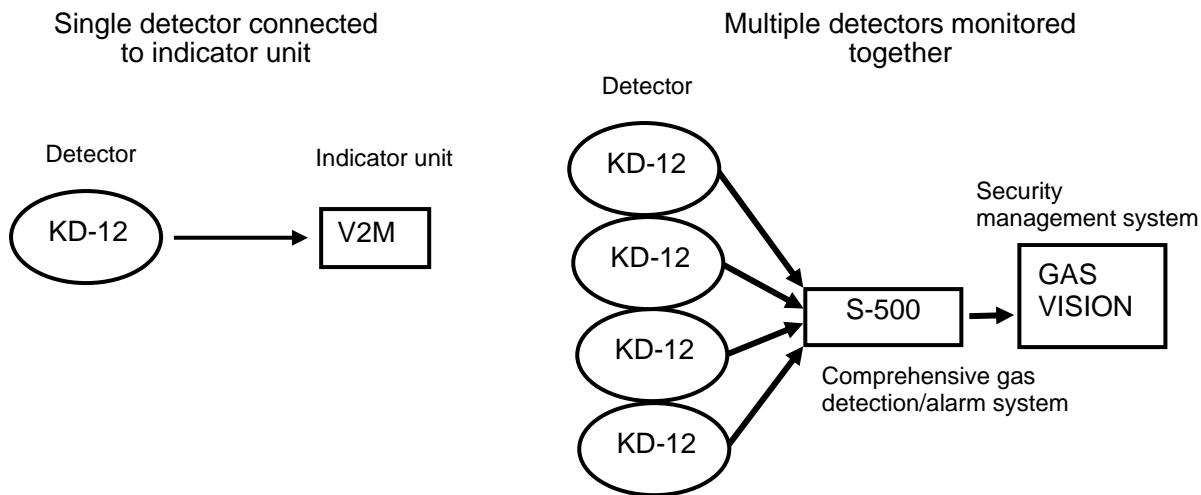 Single detector connected
to indicator unit
Detector
Indicator unit
KD-12
V2M
Multiple detectors monitored
together
Detector
KD-12
KD-12
KD-12
KD-12
S-500
Comprehensive gas
detection/alarm system
Security
management system
GAS
VISION